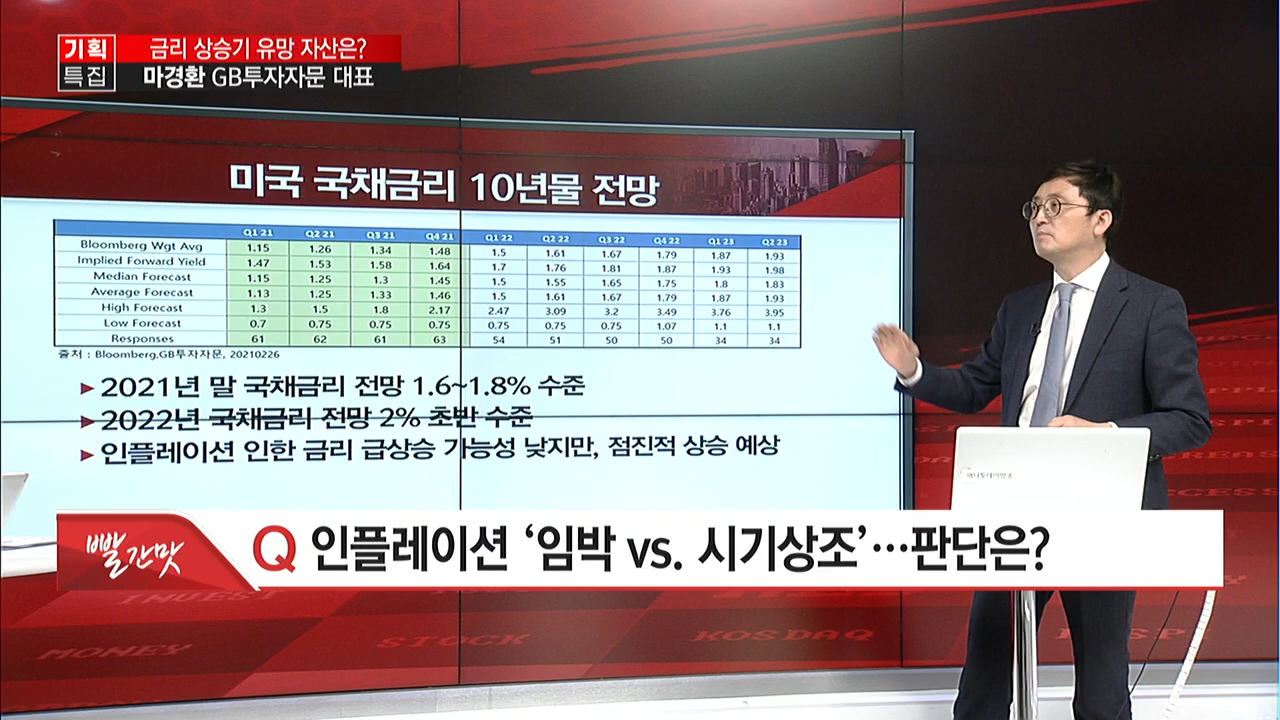 기획
특집
금리 상승기 유망 자산은?
마경환 GB투자자문 대표
미국 국채금리 10년물 전망
Q1 21 Q2 21 Q3 21 Q4 21 Q1 22 Q2 22 Q3 22 Q4 22 Q1 23 Q2 23
Bloomberg Wgt Avg 1.15 1.26 1.34 1.48 1.5 1.61 1.67 1.79 1.87 1.93
Implied Forward Yield 1.47 1.53 1.58 1.64 1.7 1.76 1.81 1.87 1.93 1.98
Median Forecast 1.15 1.25 1.3 1.45 1.5 1.55 1.65 1.75 1.8 1.83
Average Forecast 1.13 1.25 1.33 1.46 1.5 1.61 1.67 1.79 1.87 1.93
High Forecast 1.3 1.5 1.8 2.17 2.47 3.09 3.2 3.49 3.76 3.95
Low Forecast 0.7 0.75 0.75 0.75 0.75 0.75 0.75 1.07 1.1 1.1
Responses 61 62 61 63 54 51 50 50 34 34
출처 : Bloomberg,GB투자자문, 20210226
▶ 2021년 말 국채금리 전망 1.6~1.8% 수준
▶ 2022년 국채금리 전망 2% 초반 수준
▶ 인플레이션 인한 금리 급상승 가능성 낮지만, 점진적 상승 예상
머니투데이방송
빨간맛
Q 인플레이션 ‘임박 vs. 시기상조’…판단은?
INVEST
MONEY
STOCK
KOSDAQ